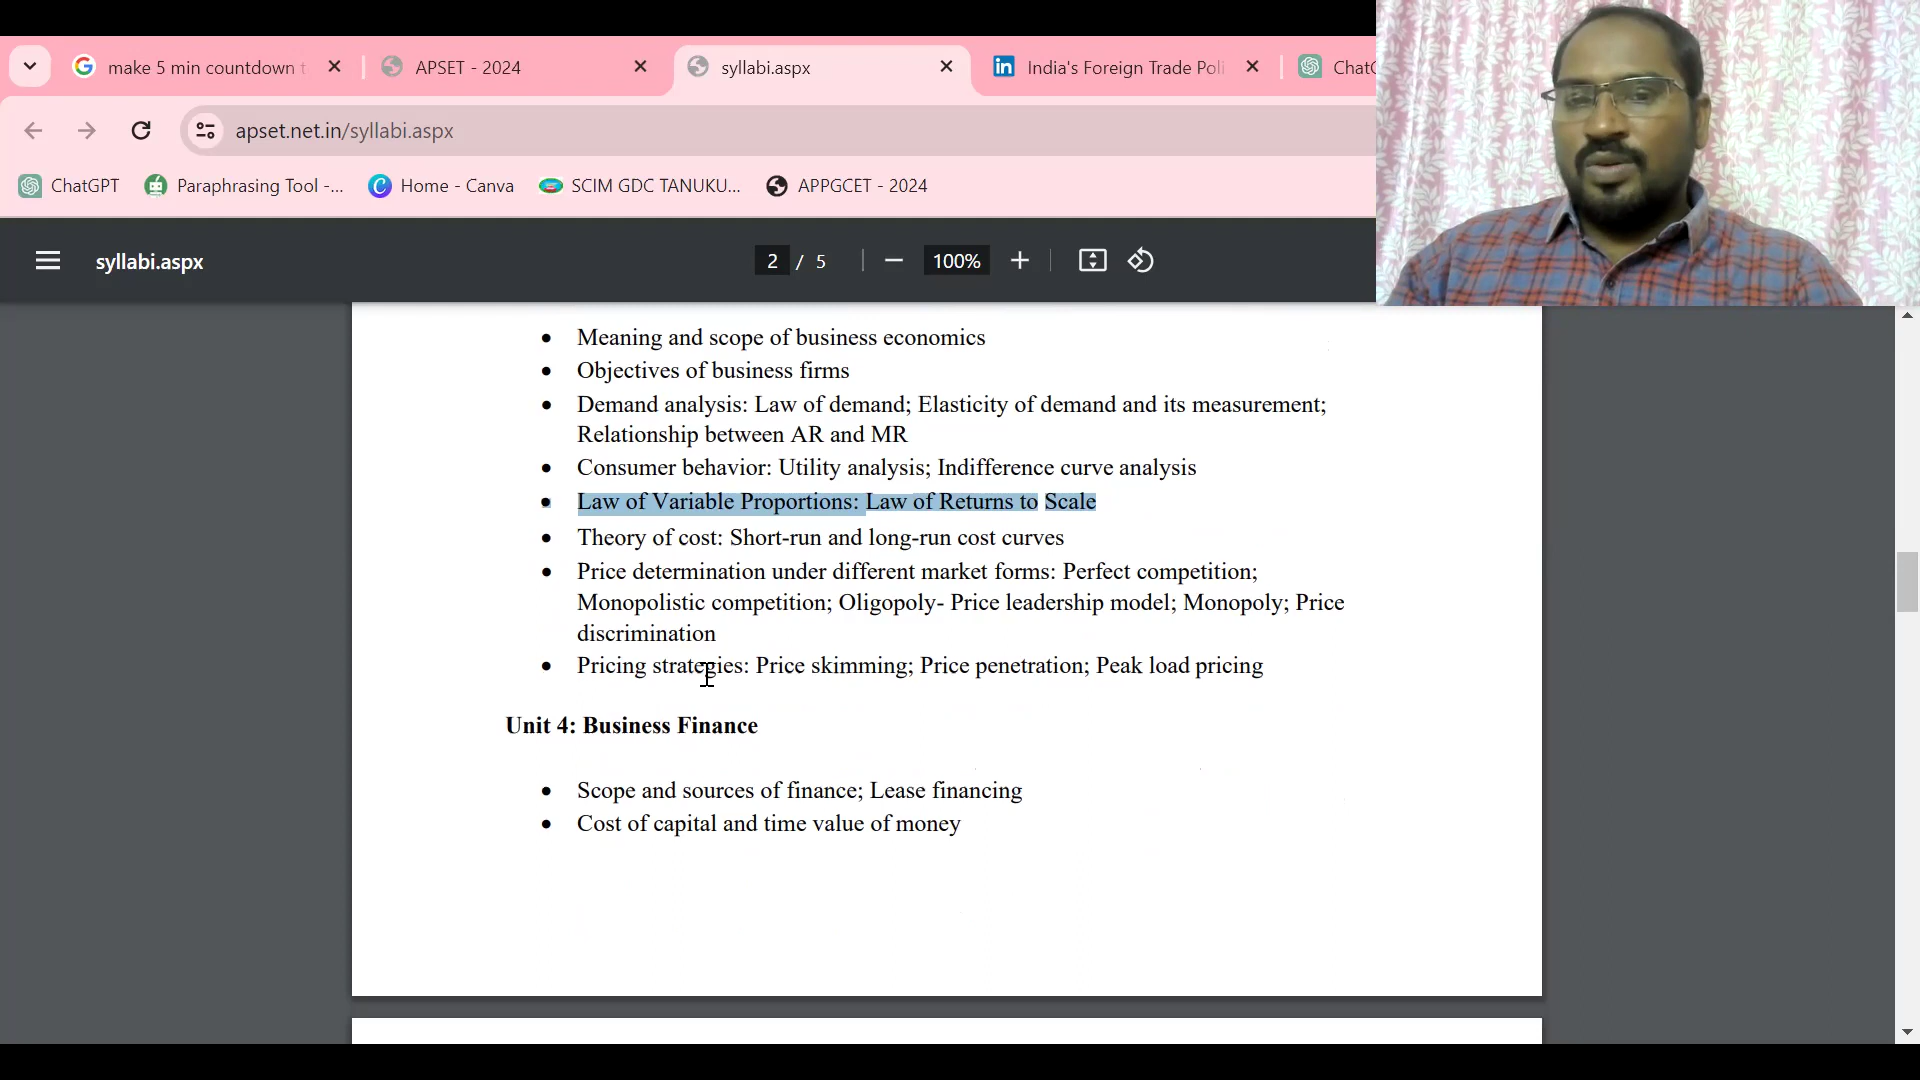 make 5 min countdown t
APSET - 2024
syllabi.aspx
India's Foreign Trade Poli
ChatG
apset.net.in/syllabi.aspx
ChatGPT
Paraphrasing Tool -...
Home - Canva
SCIM GDC TANUKU...
APPGCET - 2024
syllabi.aspx
2 / 5
100%
• Meaning and scope of business economics
• Objectives of business firms
• Demand analysis: Law of demand; Elasticity of demand and its measurement;
Relationship between AR and MR
• Consumer behavior: Utility analysis; Indifference curve analysis
• Law of Variable Proportions: Law of Returns to Scale
• Theory of cost: Short-run and long-run cost curves
• Price determination under different market forms: Perfect competition;
Monopolistic competition; Oligopoly- Price leadership model; Monopoly; Price
discrimination
• Pricing strategies: Price skimming; Price penetration; Peak load pricing
Unit 4: Business Finance
• Scope and sources of finance; Lease financing
• Cost of capital and time value of money